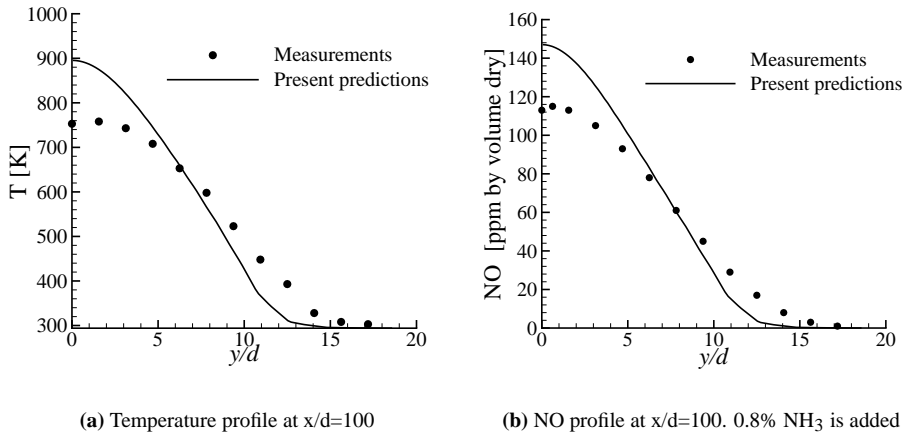 1000
900
800
700
600
500
400
300
T [K]
0
5
10
15
20
y/d
Measurements
Present predictions
(a) Temperature profile at x/d=100
160
140
120
100
80
60
40
20
0
NO [ppm by volume dry]
0
5
10
15
20
y/d
Measurements
Present predictions
(b) NO profile at x/d=100. 0.8% NH3 is added